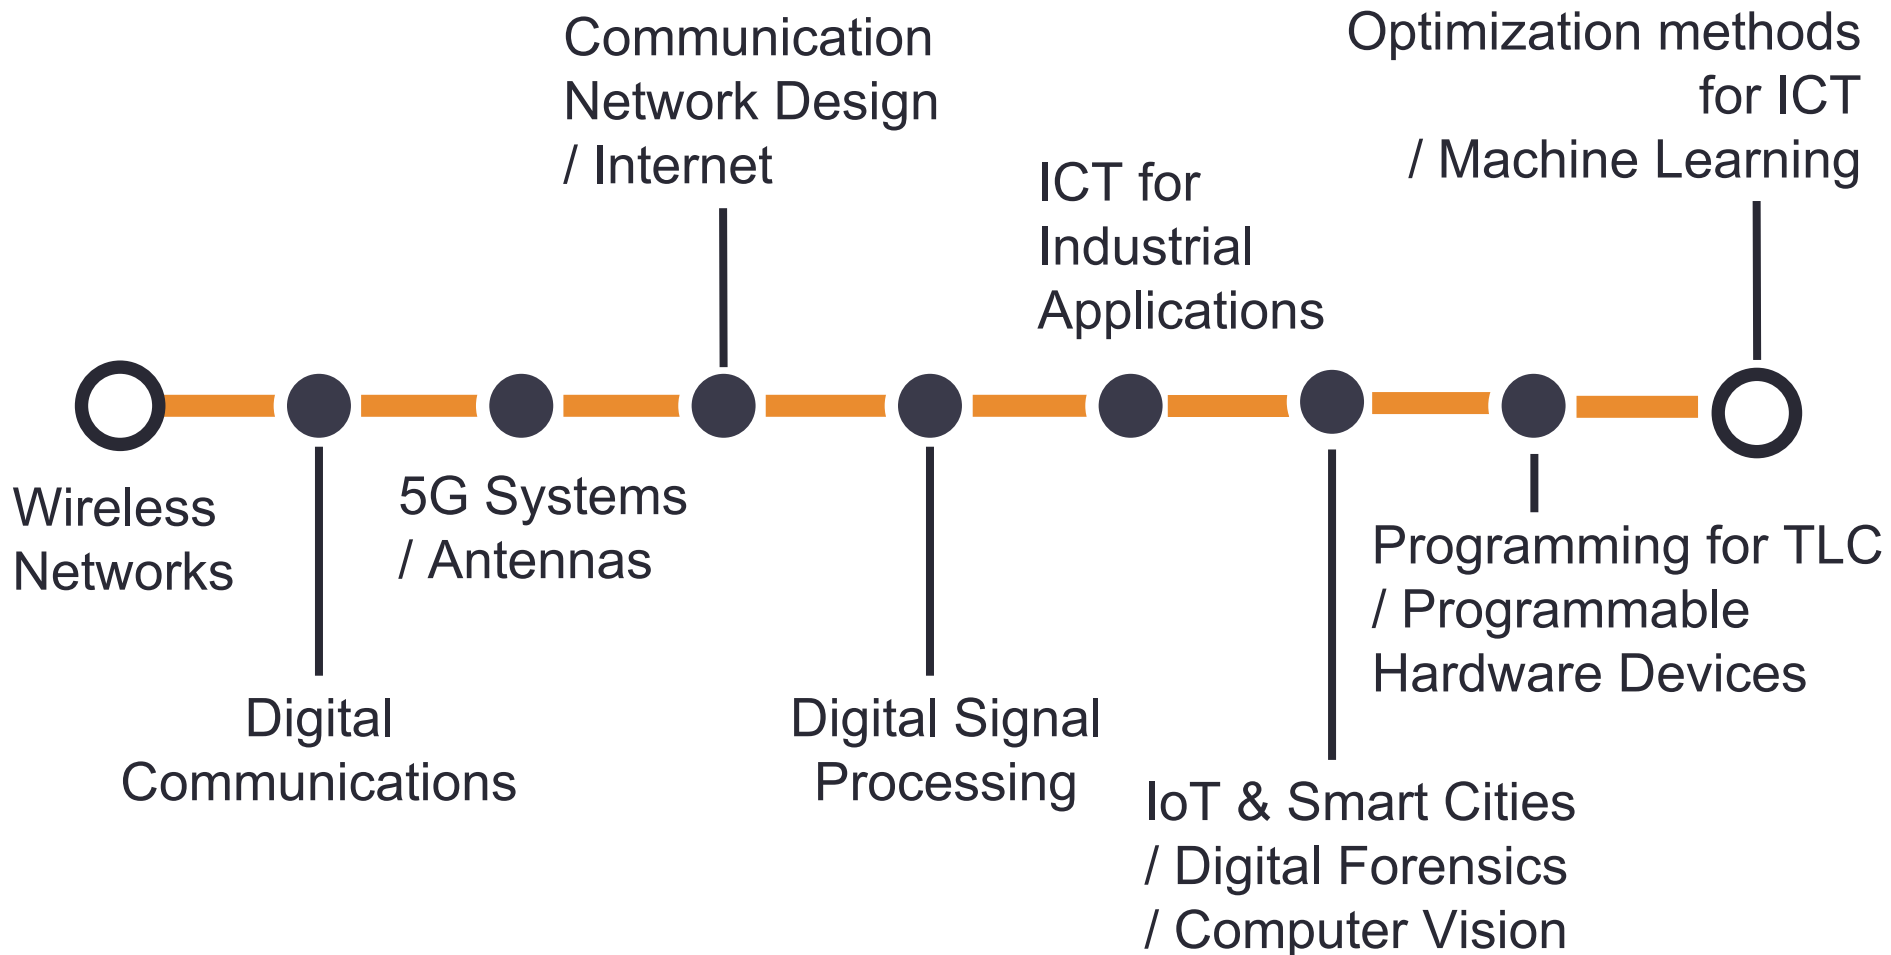 Communication
Network Design
/ Internet
Optimization methods
for ICT
/ Machine Learning
ICT for
Industrial
Applications
Wireless
Networks
5G Systems
/ Antennas
Programming for TLC
/ Programmable
Hardware Devices
Digital
Communications
Digital Signal
Processing
IoT & Smart Cities
/ Digital Forensics
/ Computer Vision